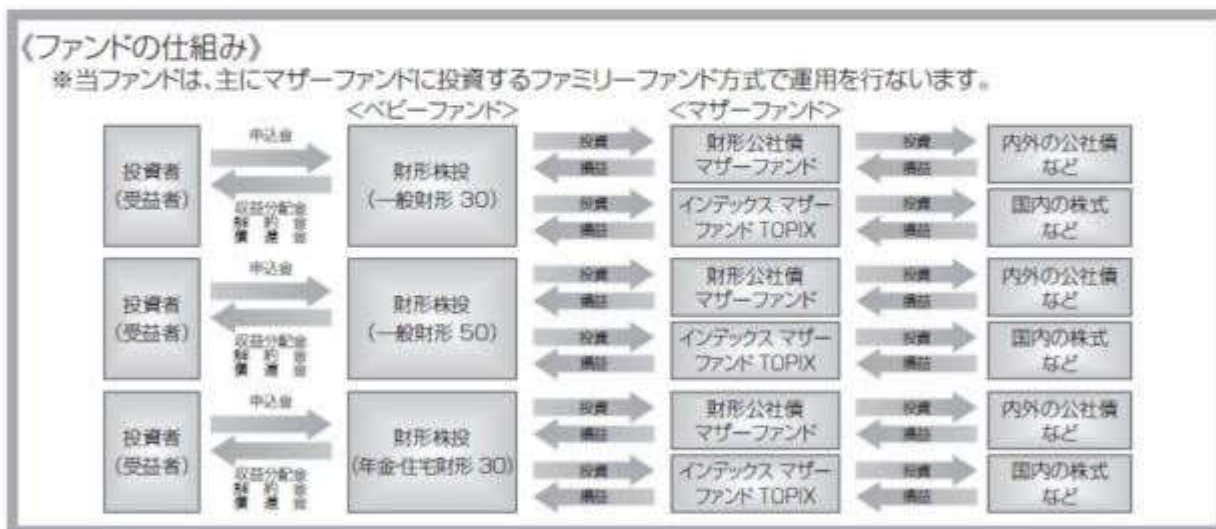 《ファンドの仕組み》
※当ファンドは、主にマザーファンドに投資するファミリーファンド方式で運用を行ないます。
<ベビーファンド>
<マザーファンド>
投資者
(受益者)
申込金
収益分配金
解約金
償還金
財形株投
(一般財形 30)
投資
損益
財形公社債
マザーファンド
投資
損益
内外の公社債
など
投資
損益
インデックス マザー
ファンド TOPIX
投資
損益
国内の株式
など
投資者
(受益者)
申込金
収益分配金
解約金
償還金
財形株投
(一般財形 50)
投資
損益
財形公社債
マザーファンド
投資
損益
内外の公社債
など
投資
損益
インデックス マザー
ファンド TOPIX
投資
損益
国内の株式
など
投資者
(受益者)
申込金
収益分配金
解約金
償還金
財形株投
(年金・住宅財形 30)
投資
損益
財形公社債
マザーファンド
投資
損益
内外の公社債
など
投資
損益
インデックス マザー
ファンド TOPIX
投資
損益
国内の株式
など